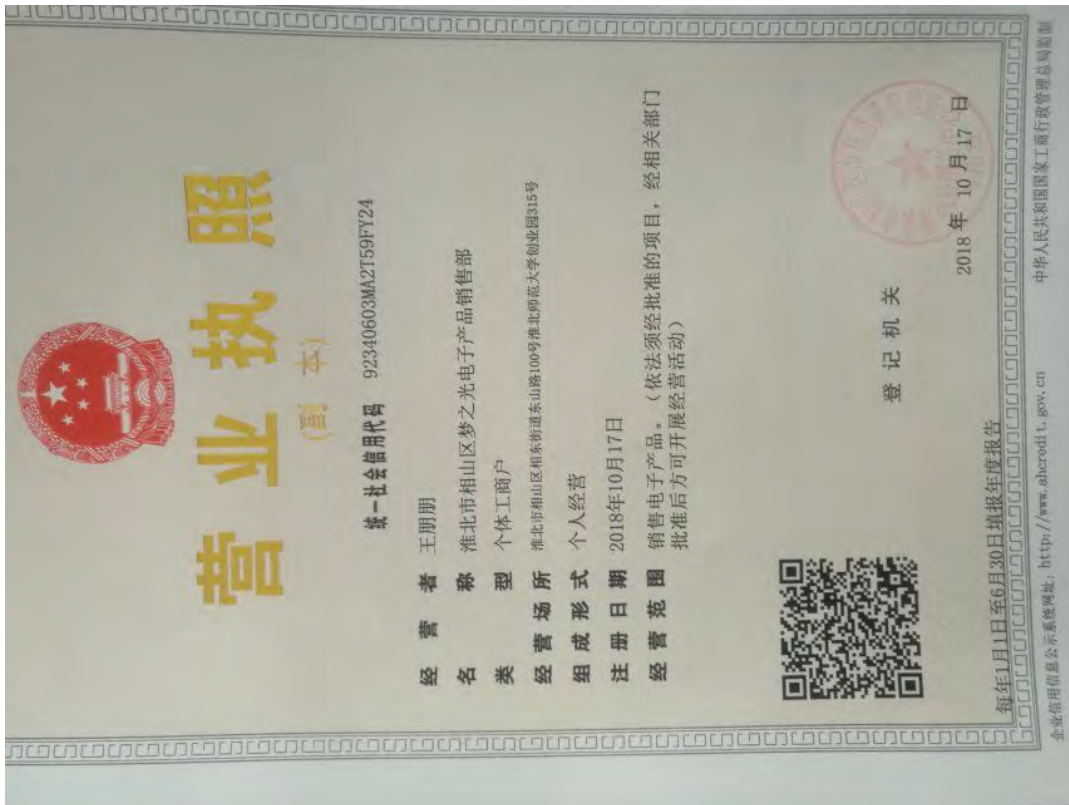 营业执照
(副 本)
统一社会信用代码 92340603MA2T59FY24
经营者 王朋朋
名称 淮北市相山区梦之光电子产品销售部
类型 个体工商户
经营场所 淮北市相山区相东街道东山路100号淮北师范大学创业园315号
组成形式 个人经营
注册日期 2018年10月17日
经营范围 销售电子产品。(依法须经批准的项目,经相关部门
批准后方可开展经营活动)
登记机关
2018 年 10 月 17 日
每年1月1日至6月30日填报年度报告
企业信用信息公示系统网址: http://www.ahcredit.gov.cn
中华人民共和国国家工商行政管理总局监制